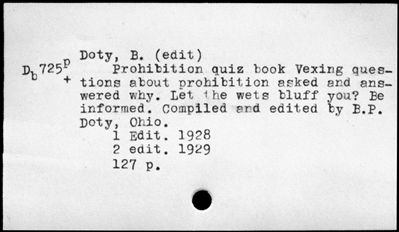 Doty, B. (edit)
Db725p
+
Prohibition quiz book Vexing ques-
tions about prohibition asked and ans-
wered why. Let the wets bluff you? Be
informed. Compiled and edited by B.P.
Doty, Ohio.
1 Edit. 1928
2 edit. 1929
127 p.